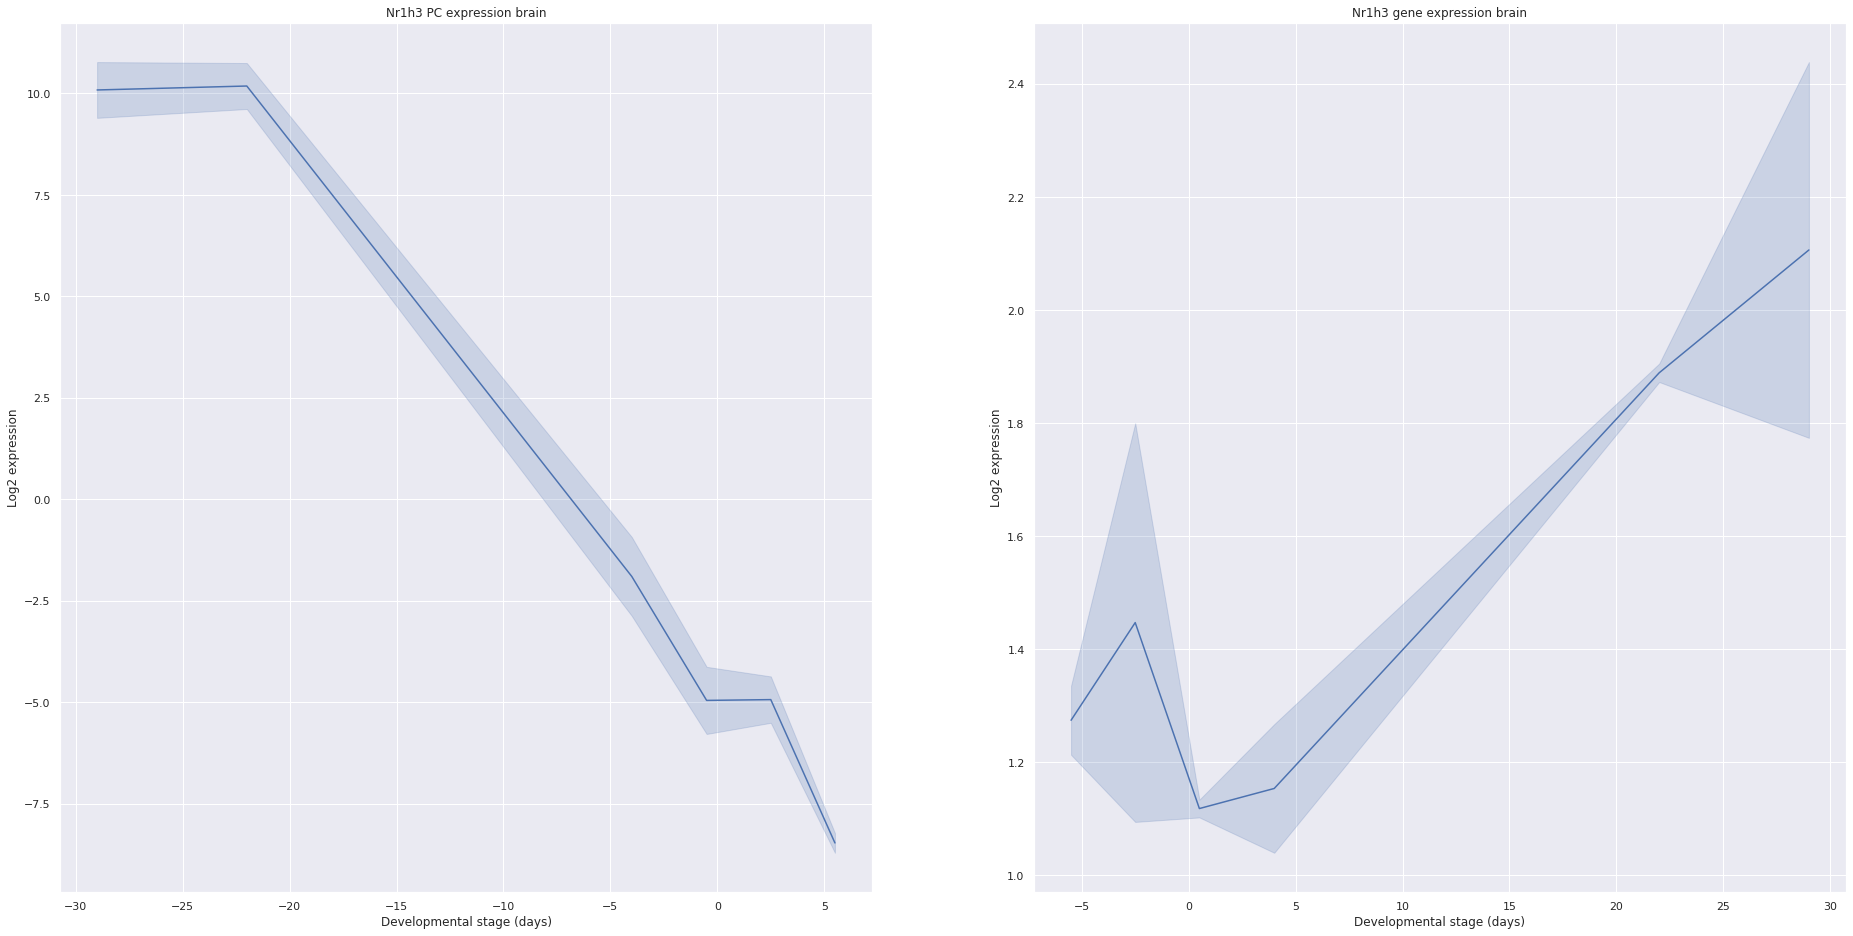 Nr1h3 PC expression brain
Log2 expression
10.0
7.5
5.0
2.5
0.0
−2.5
−5.0
−7.5
−30 −25 −20 −15 −10 −5 0 5
Developmental stage (days)
Nr1h3 gene expression brain
Log2 expression
2.4
2.2
2.0
1.8
1.6
1.4
1.2
1.0
−5 0 5 10 15 20 25 30
Developmental stage (days)